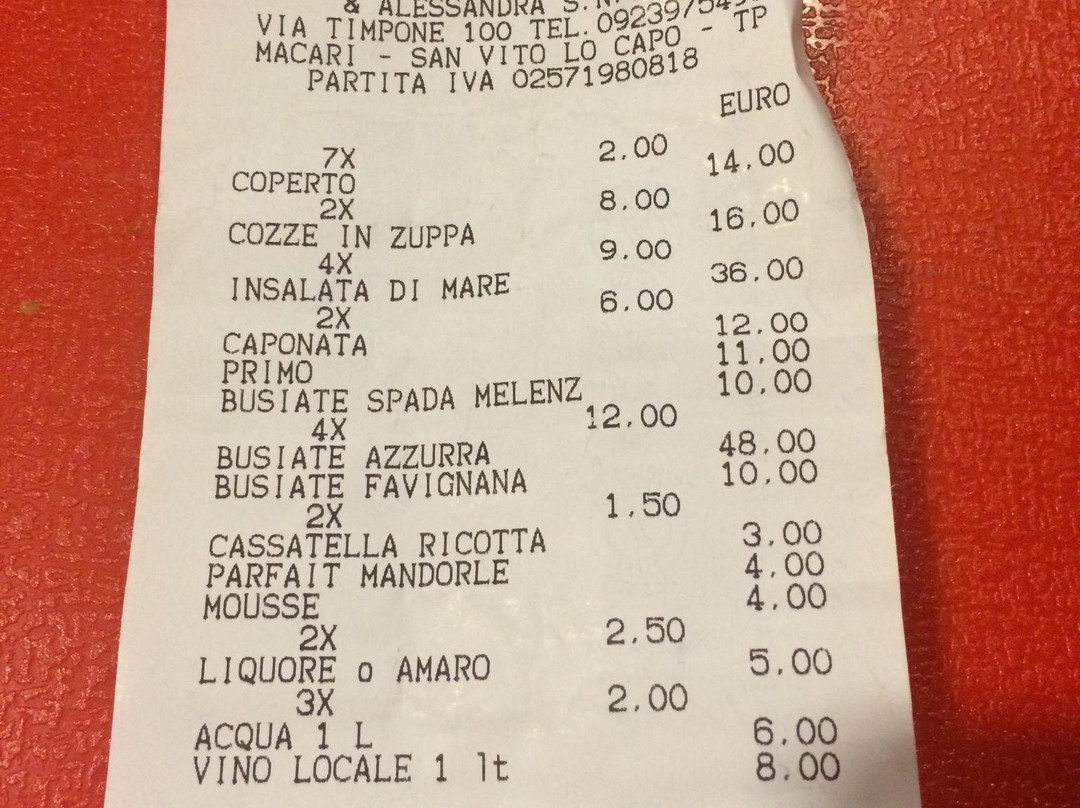 & ALESSANDRA S.N.
VIA TIMPONE 100 TEL.
MACARI - SAN VITO LO CAPO - TP
PARTITA IVA 02571980818
EURO
7X 2.00
COPERTO 14.00
2X 8.00
COZZE IN ZUPPA 16.00
4X 9.00
INSALATA DI MARE 36.00
2X 6.00
CAPONATA 12.00
PRIMO 11.00
BUSIATE SPADA MELENZ 10.00
4X 12.00
BUSIATE AZZURRA 48.00
BUSIATE FAVIGNANA 10.00
2X 1.50
CASSATELLA RICOTTA 3.00
PARFAIT MANDORLE 4.00
MOUSSE 4.00
2X 2.50
LIQUORE o AMARO 5.00
3X 2.00
ACQUA 1 L 6.00
VINO LOCALE 1 lt 8.00